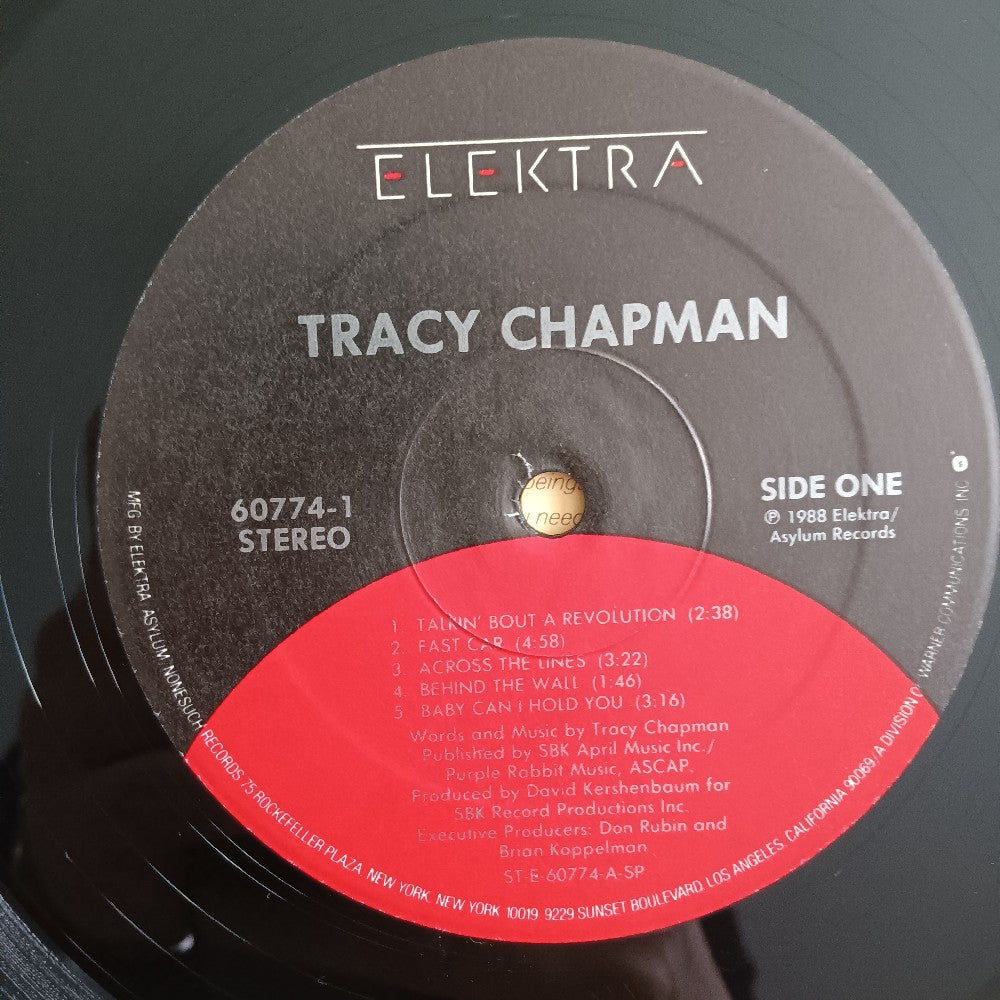 ELEKTRA
TRACY CHAPMAN
60774-1
STEREO
beings
need
SIDE ONE
℗ 1988 Elektra/
Asylum Records
1. TALKIN' BOUT A REVOLUTION (2:38)
2. FAST CAR (4:58)
3. ACROSS THE LINES (3:22)
4. BEHIND THE WALL (1:46)
5. BABY CAN I HOLD YOU (3:16)
Words and Music by Tracy Chapman
Published by SBK April Music Inc./
Purple Rabbit Music, ASCAP.
Produced by David Kershenbaum for
SBK Record Productions Inc.
Executive Producers: Don Rubin and
Brian Koppelman
ST-E-60774-A-SP
MFG BY ELEKTRA, ASYLUM, NONESUCH RECORDS 75 ROCKEFELLER PLAZA, NEW YORK, NEW YORK 10019. 9229 SUNSET BOULEVARD, LOS ANGELES, CALIFORNIA 90069/A DIVISION OF WARNER COMMUNICATIONS INC.